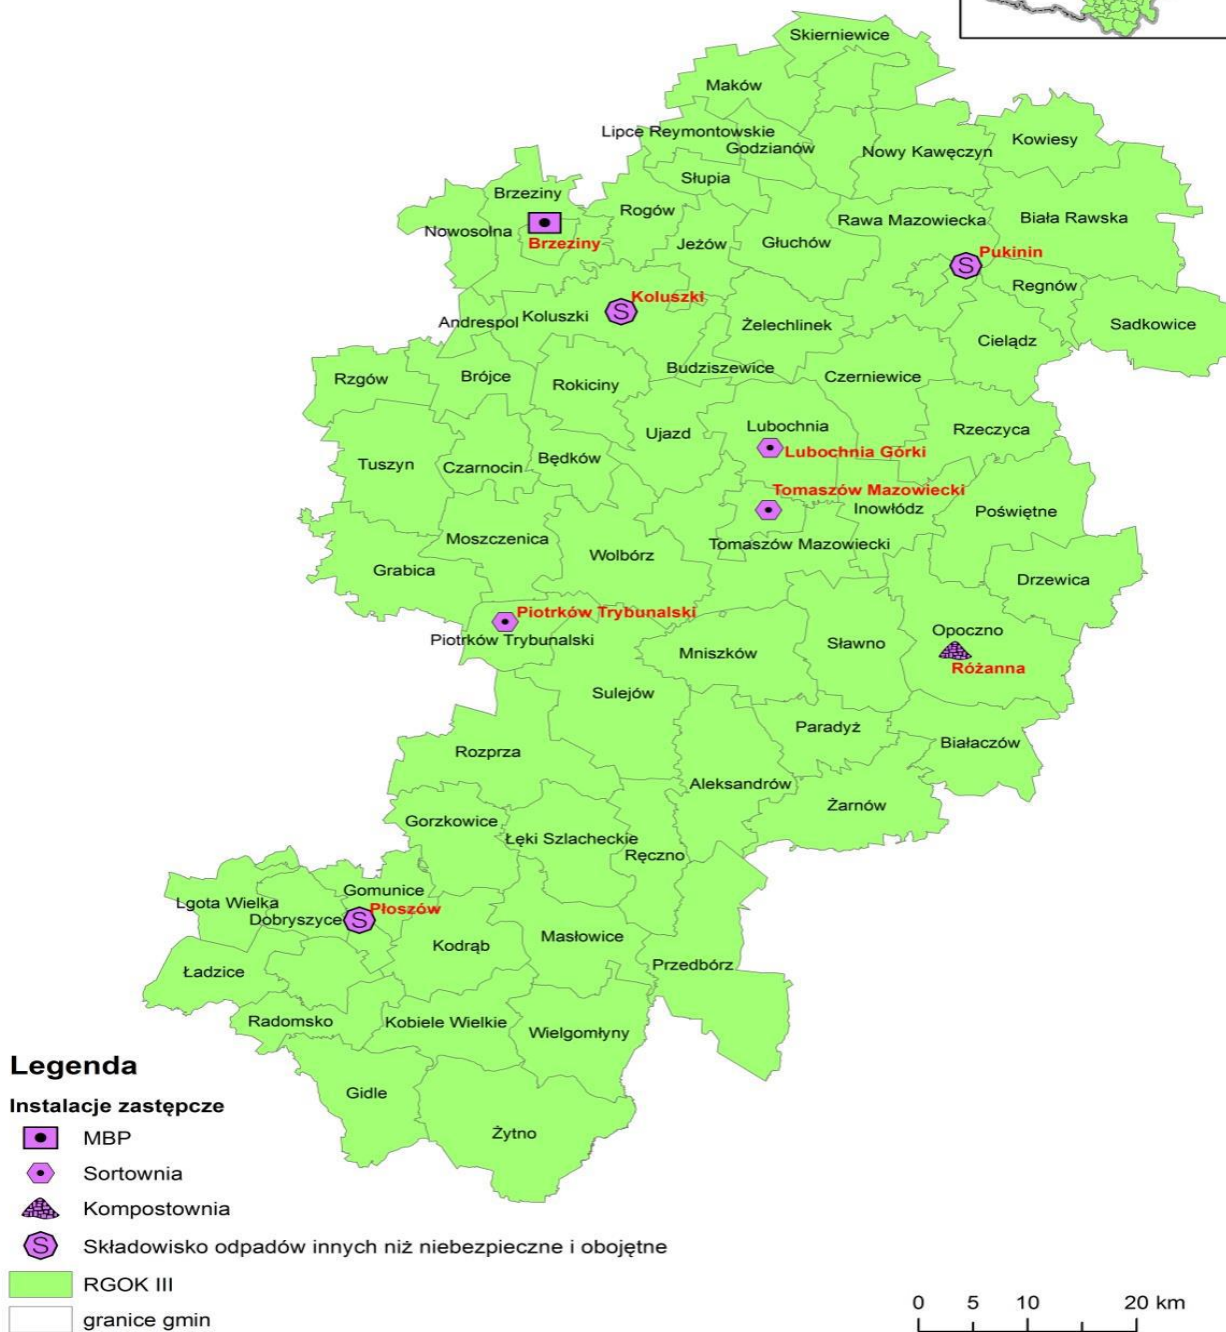 Skierniewice
Maków
Lipce Reymontowskie
Godzianów
Nowy Kawęczyn
Kowiesy
Słupia
Brzeziny
Rogów
Rawa Mazowiecka
Biała Rawska
Nowosolna
Brzeziny
Jeżów
Głuchów
Pukinin
Regnów
Koluszki
Andrespol
Koluszki
S
S
Żelechlinek
Sadkowice
Cielądz
Budziszewice
Rzgów
Brójce
Rokiciny
Czerniewice
Lubochnia
Rzeczyca
Ujazd
Lubochnia Górki
Tuszyn
Czarnocin
Będków
Tomaszów Mazowiecki
Inowłódz
Poświętne
Moszczenica
Wolbórz
Tomaszów Mazowiecki
Grabica
Drzewica
Piotrków Trybunalski
Piotrków Trybunalski
Mniszków
Sławno
Opoczno
Różanna
Sulejów
Paradyż
Białaczów
Rozprza
Aleksandrów
Żarnów
Gorzkowice
Łęki Szlacheckie
Ręczno
Gomunice
Lgota Wielka
Płoszów
Dobryszyce
S
Masłowice
Kodrąb
Przedbórz
Ładzice
Radomsko
Kobiele Wielkie
Wielgomłyny
Gidle
Żytno
Legenda
Instalacje zastępcze
MBP
Sortownia
Kompostownia
S Składowisko odpadów innych niż niebezpieczne i obojętne
RGOK III
granice gmin
0 5 10 20 km